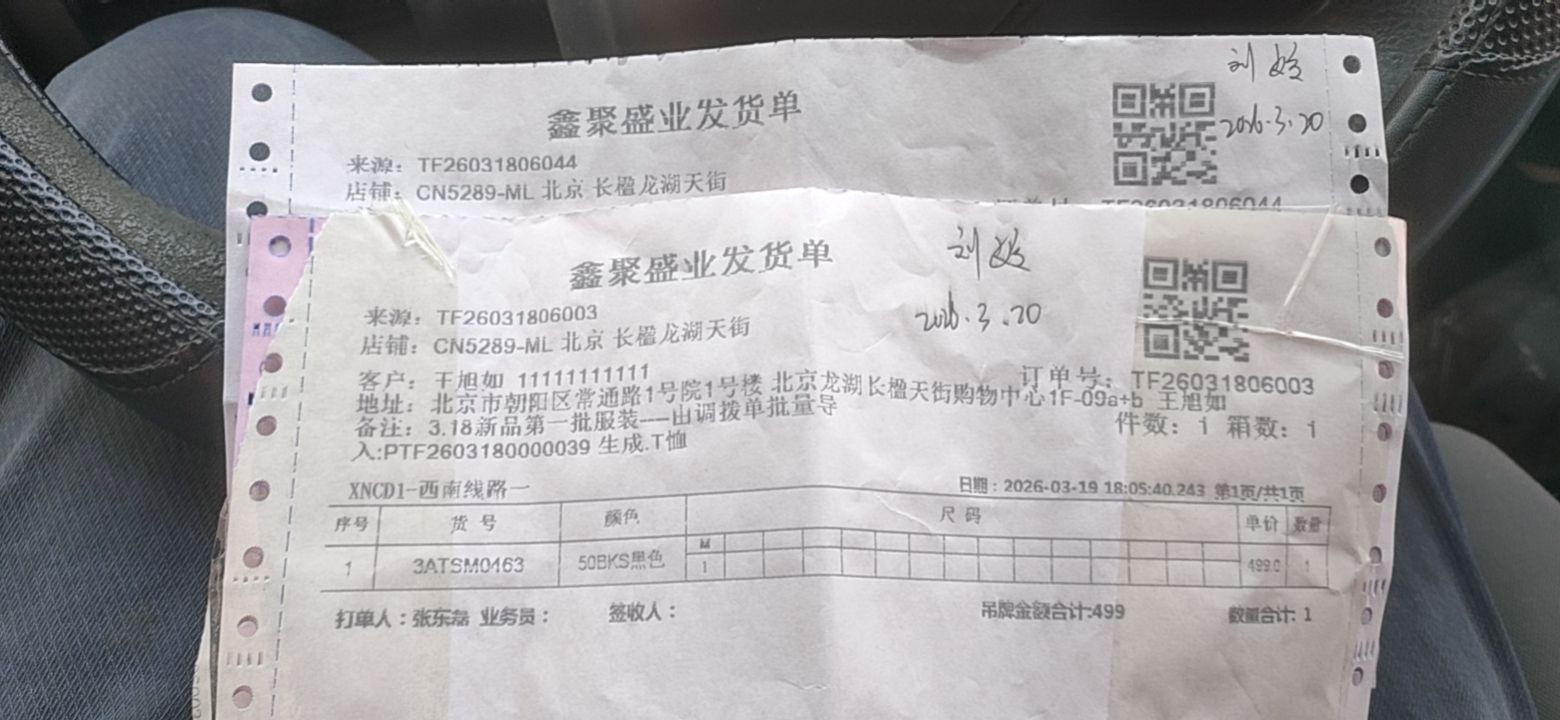 刘姣
鑫聚盛业发货单
2026.3.20
来源：TF26031806044
店铺：CN5289-ML 北京 长楹龙湖天街
TF26031806044
鑫聚盛业发货单
刘姣
来源：TF26031806003
2026.3.20
店铺：CN5289-ML 北京 长楹龙湖天街
客户：王旭如 11111111111
订单号：TF26031806003
地址：北京市朝阳区常通路1号院1号楼 北京龙湖长楹天街购物中心1F-09a+b 王旭如
备注：3.18新品第一批服装——由调拨单批量导
件数：1 箱数：1
入:PTF2603180000039 生成.T恤
XNCD1-西南线路一
日期：2026-03-19 18:05:40.243 第1页/共1页
序号 货号 颜色 尺码 单价 数量
M
1 3ATSM0463 50BKS黑色 1 499.0 1
打单人：张东磊 业务员： 签收人： 吊牌金额合计:499 数量合计: 1